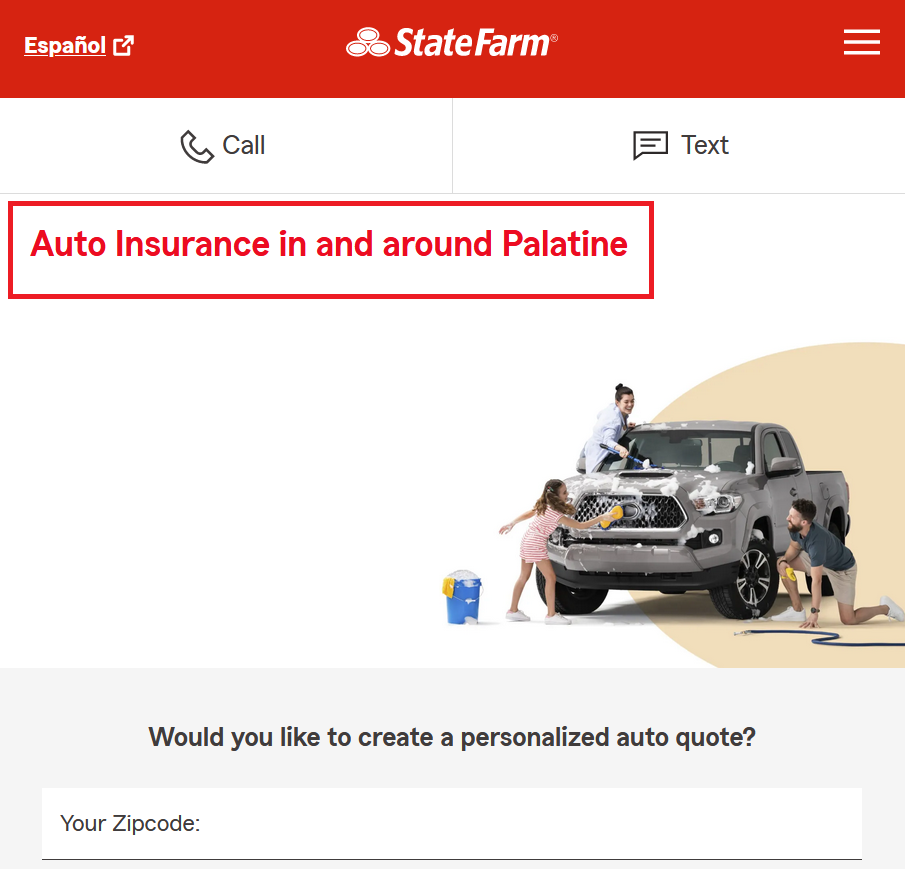 Español
StateFarm®
Call
Text
Auto Insurance in and around Palatine
Would you like to create a personalized auto quote?
Your Zipcode: